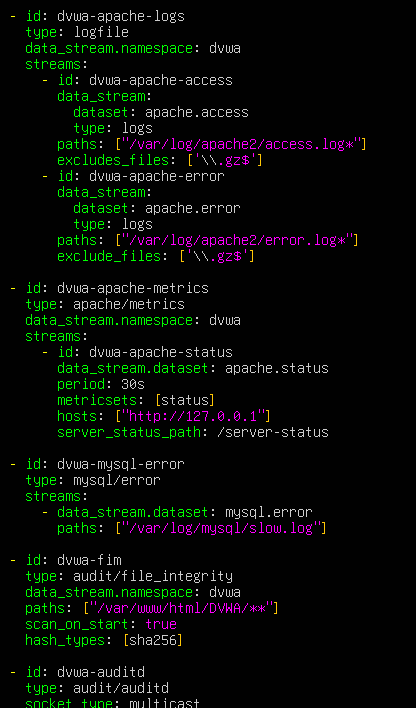 - id: dvwa-apache-logs
  type: logfile
  data_stream.namespace: dvwa
  streams:
    - id: dvwa-apache-access
      data_stream:
        dataset: apache.access
        type: logs
      paths: ["/var/log/apache2/access.log*"]
      excludes_files: ['\\.gz$']
    - id: dvwa-apache-error
      data_stream:
        dataset: apache.error
        type: logs
      paths: ["/var/log/apache2/error.log*"]
      exclude_files: ['\\.gz$']

- id: dvwa-apache-metrics
  type: apache/metrics
  data_stream.namespace: dvwa
  streams:
    - id: dvwa-apache-status
      data_stream.dataset: apache.status
      period: 30s
      metricsets: [status]
      hosts: ["http://127.0.0.1"]
      server_status_path: /server-status

- id: dvwa-mysql-error
  type: mysql/error
  streams:
    - data_stream.dataset: mysql.error
      paths: ["/var/log/mysql/slow.log"]

- id: dvwa-fim
  type: audit/file_integrity
  data_stream.namespace: dvwa
  paths: ["/var/www/html/DVWA/**"]
  scan_on_start: true
  hash_types: [sha256]

- id: dvwa-auditd
  type: audit/auditd
  socket_type: multicast